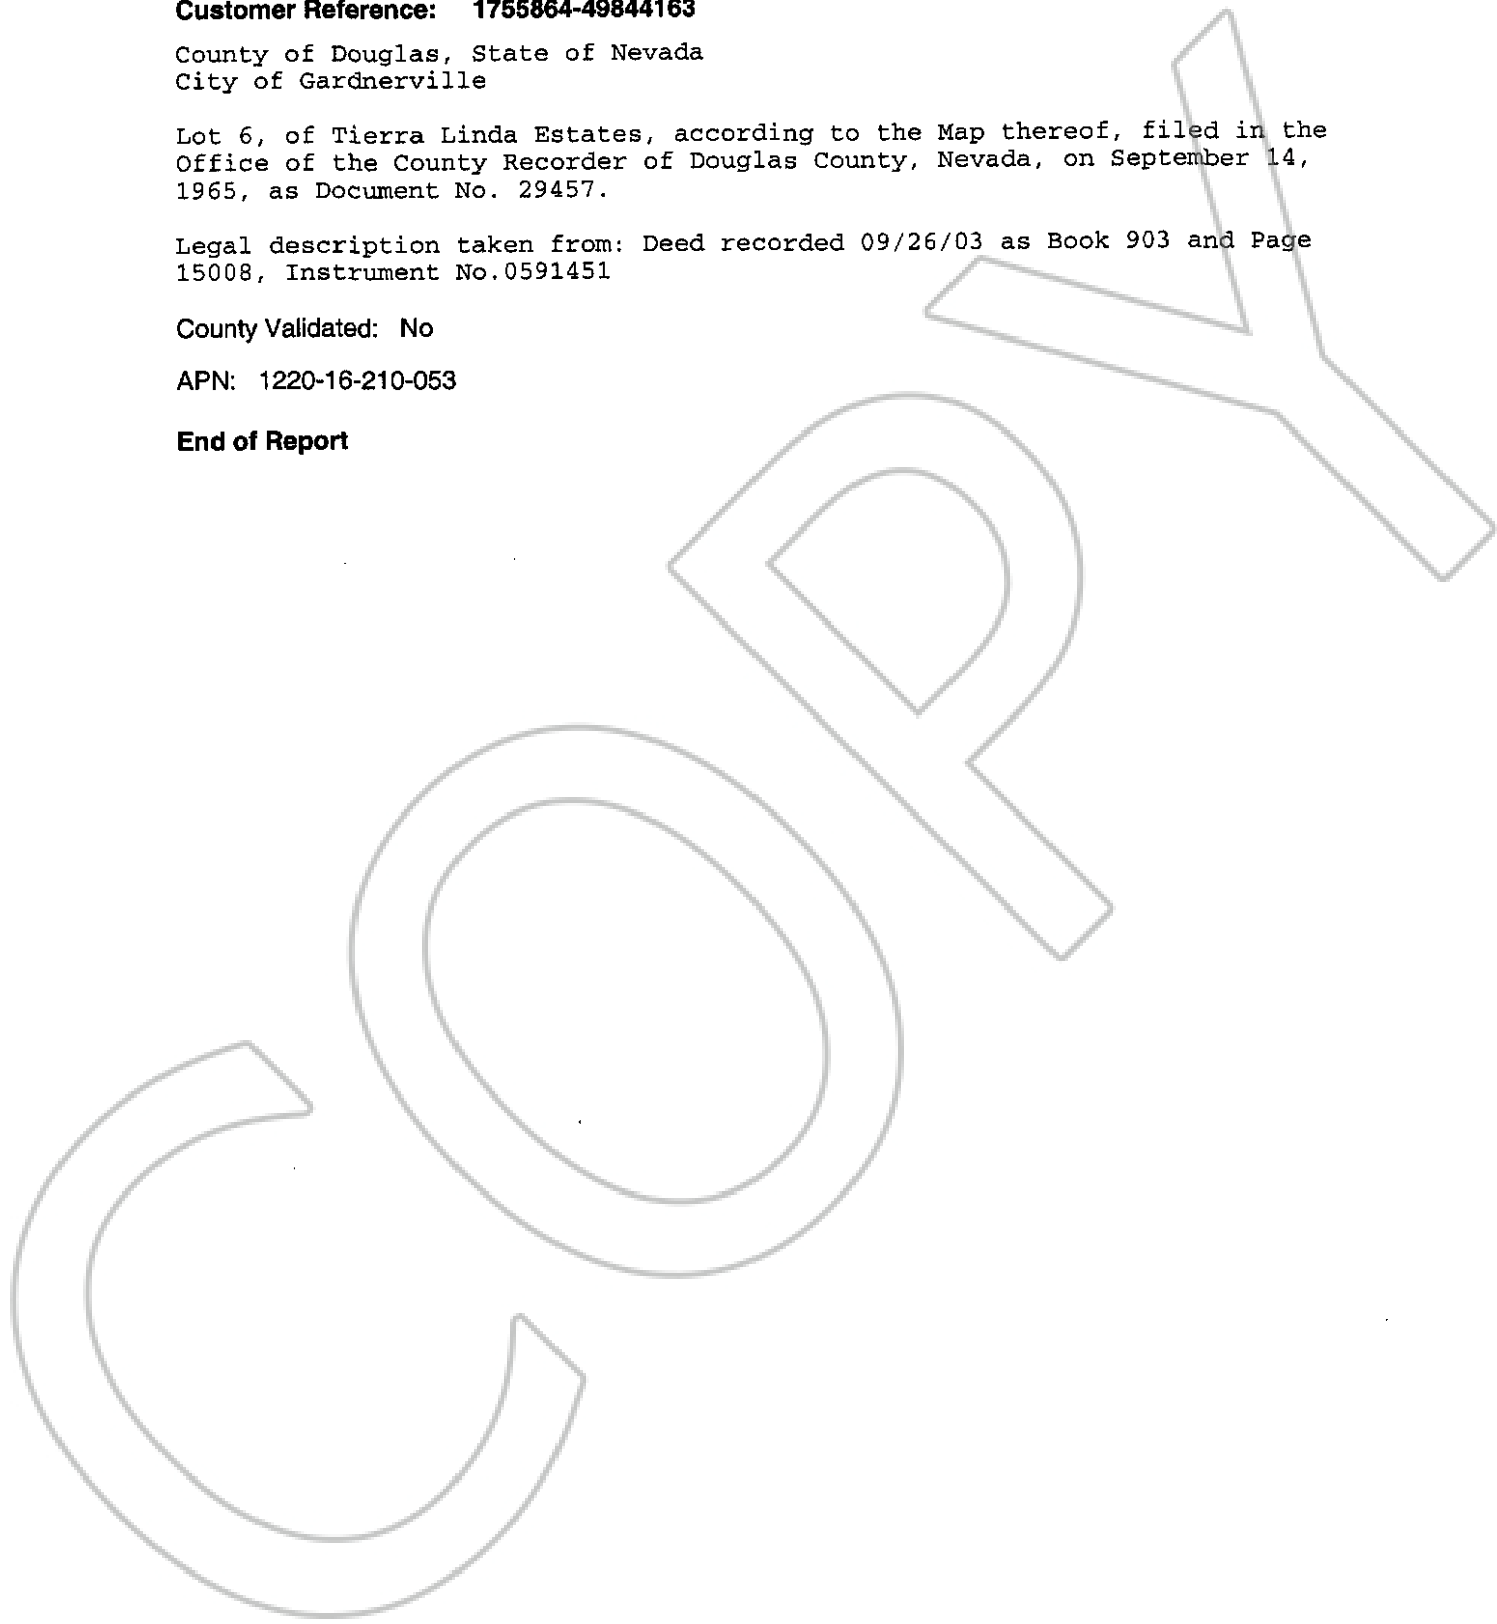 Customer Reference: 1755864-49844163
County of Douglas, State of Nevada
City of Gardnerville
Lot 6, of Tierra Linda Estates, according to the Map thereof, filed in the
Office of the County Recorder of Douglas County, Nevada, on September 14,
1965, as Document No. 29457.
Legal description taken from: Deed recorded 09/26/03 as Book 903 and Page
15008, Instrument No.0591451
County Validated: No
APN: 1220-16-210-053
End of Report
COPY